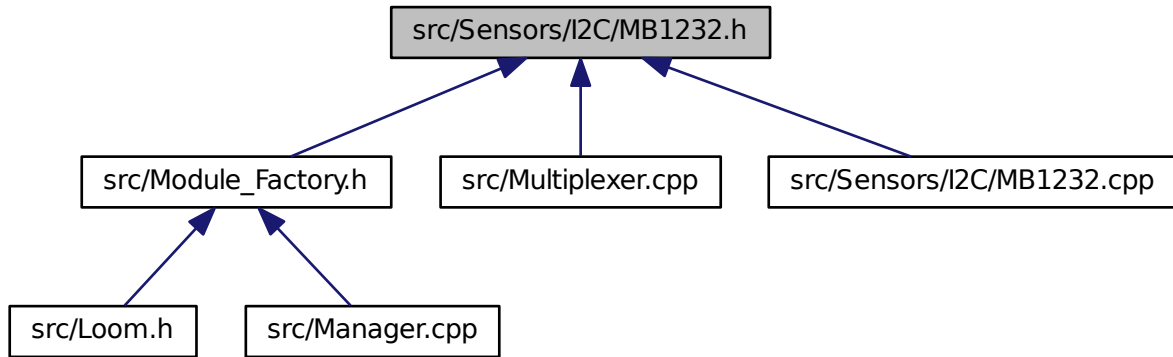 src/Sensors/I2C/MB1232.h
src/Module_Factory.h
src/Multiplexer.cpp
src/Sensors/I2C/MB1232.cpp
src/Loom.h
src/Manager.cpp